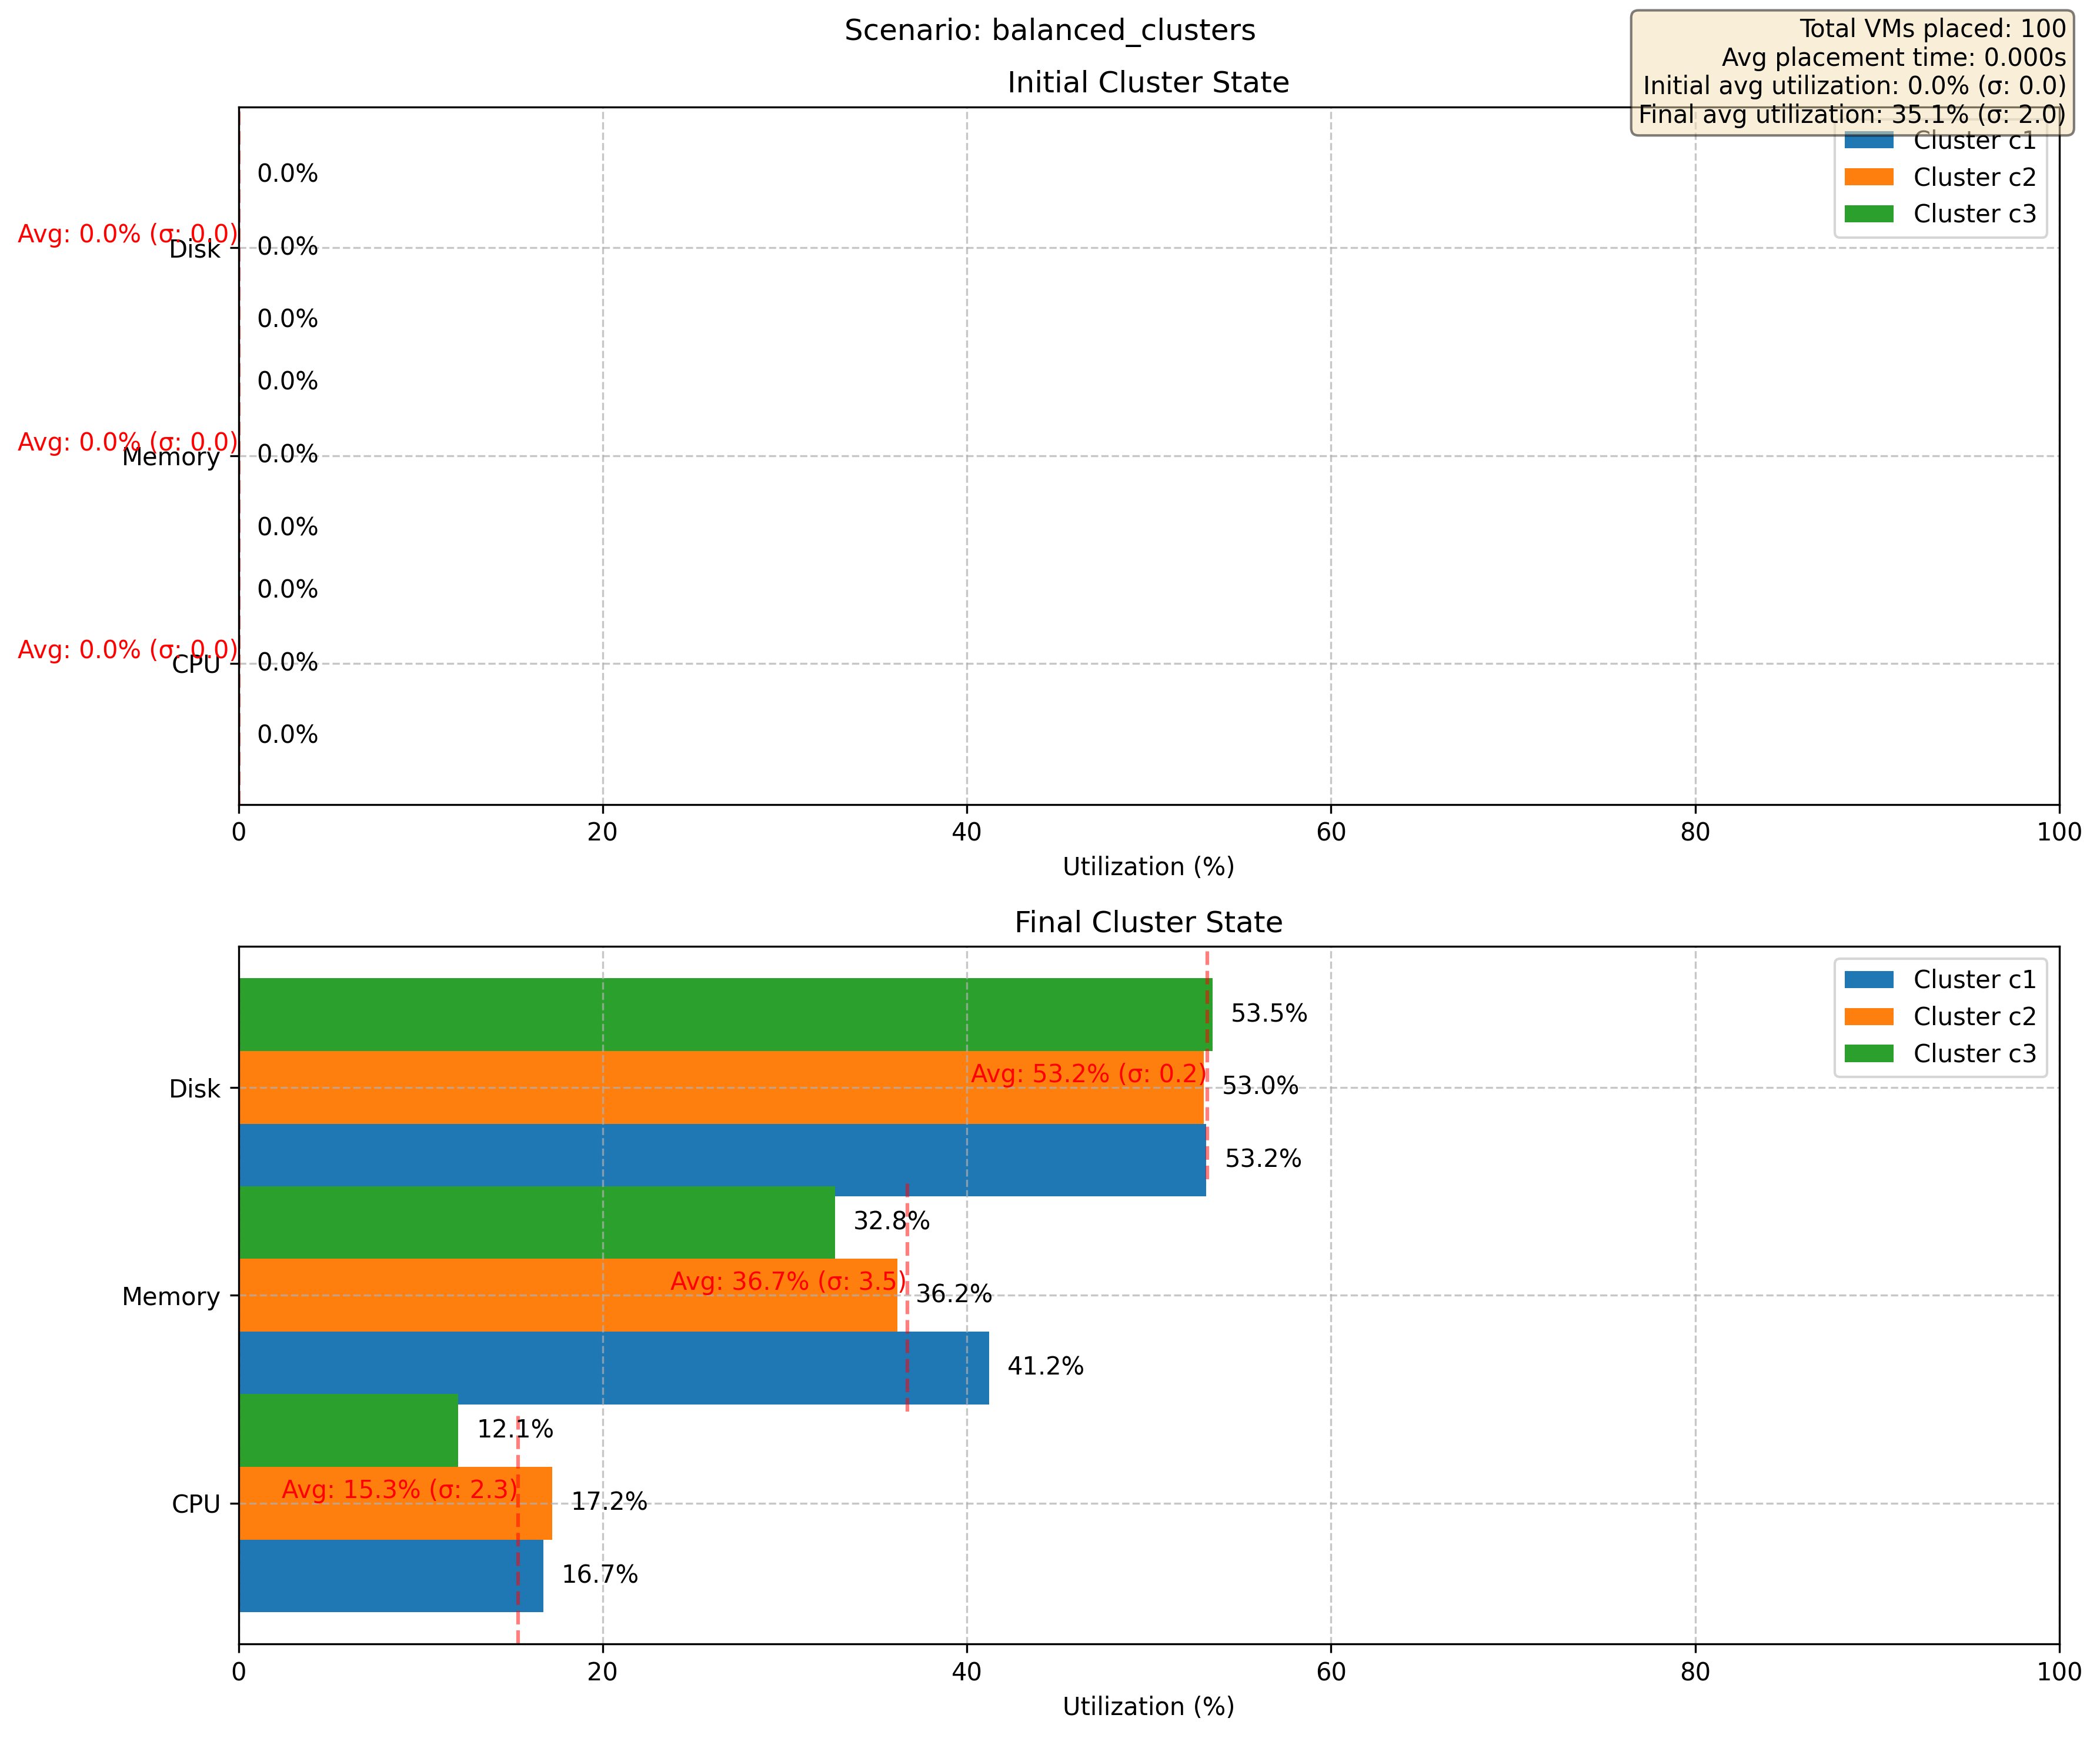 Scenario: balanced_clusters
Total VMs placed: 100
Avg placement time: 0.000s
Initial avg utilization: 0.0% (σ: 0.0)
Final avg utilization: 35.1% (σ: 2.0)
Initial Cluster State
Cluster c1
Cluster c2
Cluster c3
0.0%
Avg: 0.0% (σ: 0.0)
Disk
0.0%
0.0%
0.0%
Avg: 0.0% (σ: 0.0)
Memory
0.0%
0.0%
0.0%
Avg: 0.0% (σ: 0.0)
CPU
0.0%
0.0%
0 20 40 60 80 100
Utilization (%)
Final Cluster State
Cluster c1
Cluster c2
Cluster c3
53.5%
Avg: 53.2% (σ: 0.2)
Disk
53.0%
53.2%
32.8%
Avg: 36.7% (σ: 3.5)
Memory
36.2%
41.2%
12.1%
Avg: 15.3% (σ: 2.3)
CPU
17.2%
16.7%
0 20 40 60 80 100
Utilization (%)